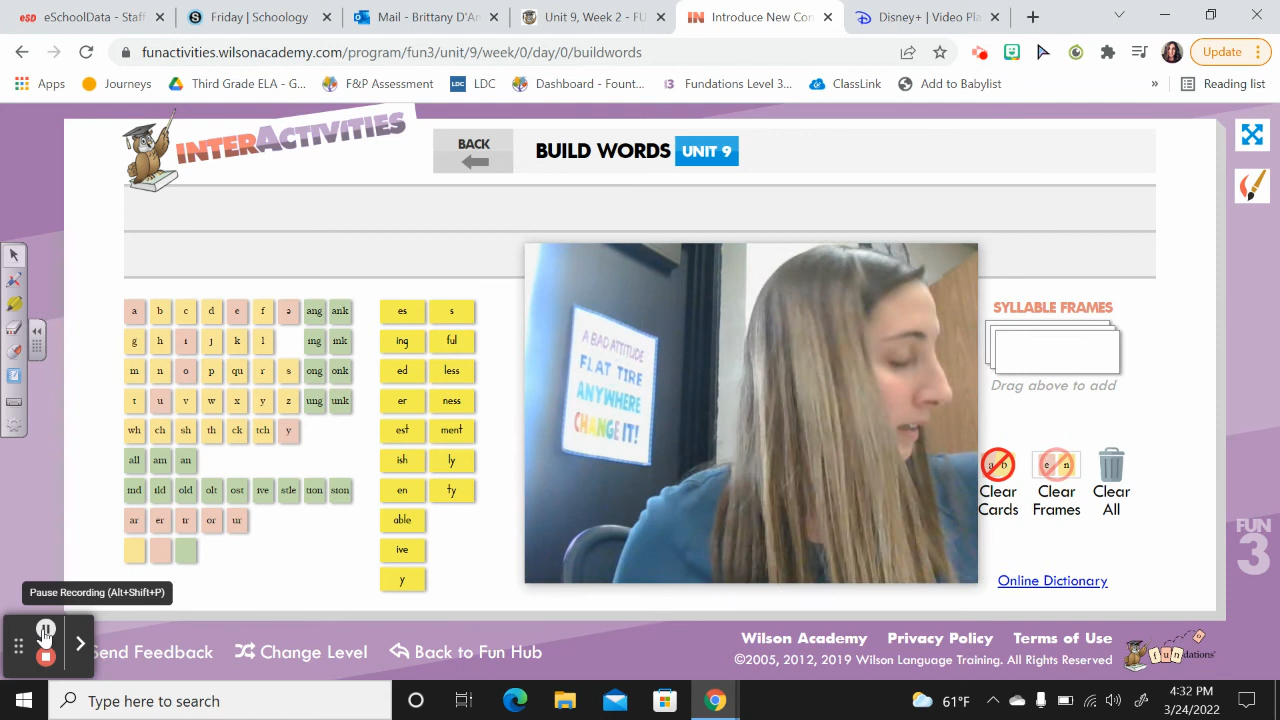 esd eSchoolData - Staff
S Friday | Schoology
Mail - Brittany D'An
Unit 9, Week 2 - FU
IN Introduce New Con
Disney+ | Video Pla
funactivities.wilsonacademy.com/program/fun3/unit/9/week/0/day/0/buildwords
Update
Apps
Journeys
Third Grade ELA - G...
F&P Assessment
LDC LDC
Dashboard - Fount...
Fundations Level 3...
ClassLink
Add to Babylist
»
Reading list
INTERACTIVITIES
BACK
BUILD WORDS UNIT 9
a b c d e f ə ang ank
g h i j k l ing ink
m n o p qu r s ong onk
t u v w x y z ung unk
wh ch sh th ck tch y
all am an
ind ild old olt ost ive stle tion sion
ar er ir or ur
es s
ing ful
ed less
er ness
est ment
ish ly
en ty
able
ive
y
A BAD ATTITUDE
FLAT TIRE
ANYWHERE
CHANGE IT!
SYLLABLE FRAMES
Drag above to add
a b
e n
Clear Cards
Clear Frames
Clear All
Online Dictionary
FUN
3
Pause Recording (Alt+Shift+P)
Send Feedback
Change Level
Back to Fun Hub
Wilson Academy Privacy Policy Terms of Use
©2005, 2012, 2019 Wilson Language Training. All Rights Reserved
fundations
Type here to search
61°F
4:32 PM
3/24/2022